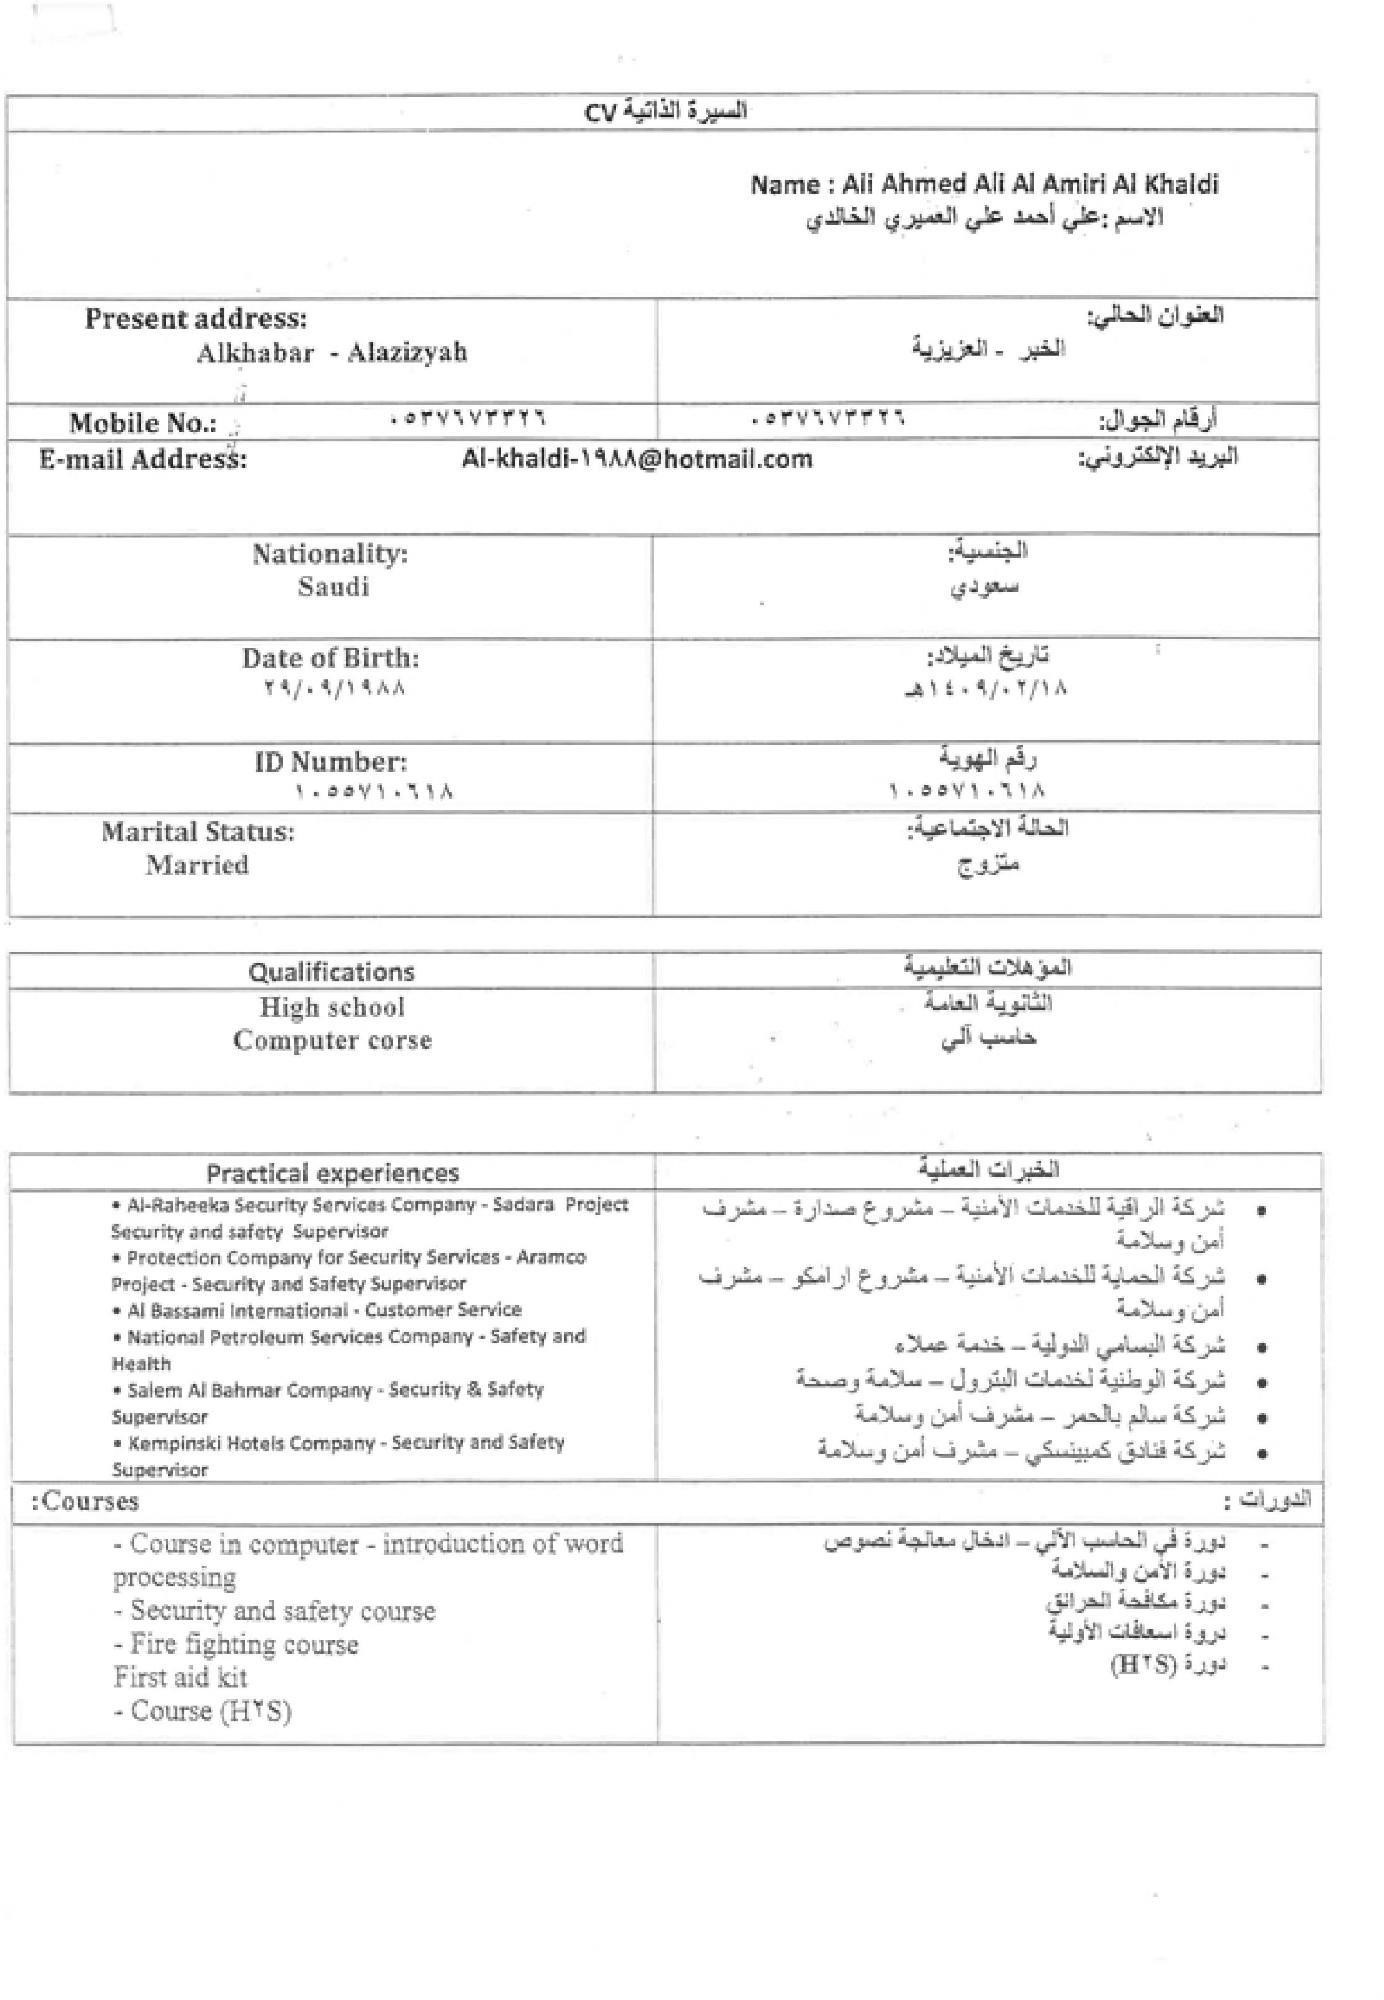 السيرة الذاتية CV
Name : Ali Ahmed Ali Al Amiri Al Khaldi
الاسم :علي أحمد علي العميري الخالدي
Present address:
Alkhabar - Alazizyah
العنوان الحالي:
الخبر - العزيزية
Mobile No.: ٠٥٣٧٦٧٣٣٢٦
أرقام الجوال: ٠٥٣٧٦٧٣٣٢٦
E-mail Address: Al-khaldi-١٩٨٨@hotmail.com البريد الإلكتروني:
Nationality:
Saudi
الجنسية:
سعودي
Date of Birth:
٢٩/٠٩/١٩٨٨
تاريخ الميلاد:
١٤٠٩/٠٢/١٨هـ
ID Number:
١٠٥٥٧١٠٦١٨
رقم الهوية
١٠٥٥٧١٠٦١٨
Marital Status:
Married
الحالة الاجتماعية:
متزوج
Qualifications
المؤهلات التعليمية
High school
Computer corse
الثانوية العامة
حاسب آلي
Practical experiences
الخبرات العملية
• Al-Raheeka Security Services Company - Sadara Project
Security and safety Supervisor
• Protection Company for Security Services - Aramco
Project - Security and Safety Supervisor
• Al Bassami International - Customer Service
• National Petroleum Services Company - Safety and
Health
• Salem Al Bahmar Company - Security & Safety
Supervisor
• Kempinski Hotels Company - Security and Safety
Supervisor
• شركة الراقية للخدمات الأمنية – مشروع صدارة – مشرف
أمن وسلامة
• شركة الحماية للخدمات الأمنية – مشروع ارامكو – مشرف
أمن وسلامة
• شركة البسامي الدولية – خدمة عملاء
• شركة الوطنية لخدمات البترول – سلامة وصحة
• شركة سالم بالحمر – مشرف أمن وسلامة
• شركة فنادق كمبينسكي – مشرف أمن وسلامة
:Courses
الدورات :
- Course in computer - introduction of word
processing
- Security and safety course
- Fire fighting course
First aid kit
- Course (H٢S)
- دورة في الحاسب الآلي – ادخال معالجة نصوص
- دورة الأمن والسلامة
- دورة مكافحة الحرائق
- دروة اسعافات الأولية
- دورة (H٢S)